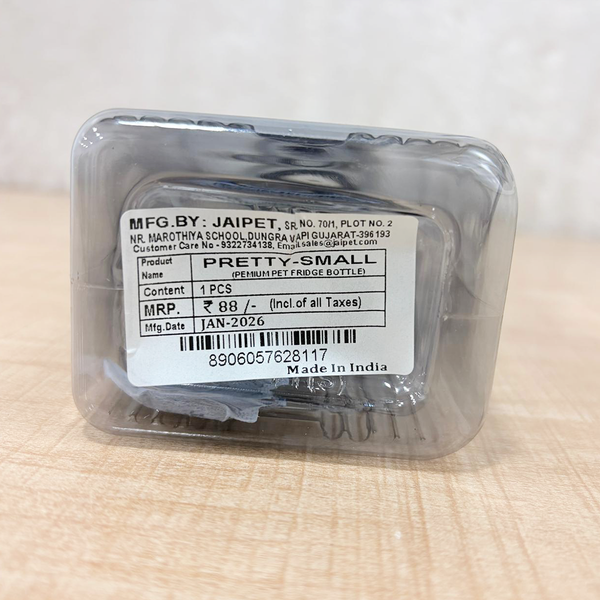 MFG.BY: JAIPET, SR.NO. 70/1, PLOT NO. 2
NR. MAROTHIYA SCHOOL,DUNGRA VAPI GUJARAT-396 193
Customer Care No - 9322734138, Email.sales@jaipet.com
Product Name PRETTY-SMALL
(PEMIUM PET FRIDGE BOTTLE)
Content 1 PCS
MRP. ₹ 88 /- (Incl.of all Taxes)
Mfg.Date JAN-2026
8906057628117
Made In India